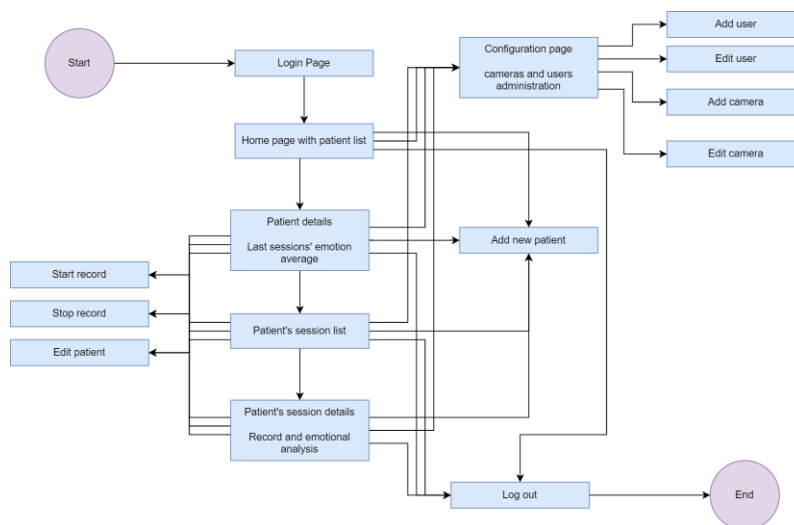 Start
Login Page
Configuration page
cameras and users
administration
Add user
Edit user
Add camera
Edit camera
Home page with patient list
Patient details
Last sessions' emotion
average
Add new patient
Start record
Stop record
Edit patient
Patient's session list
Patient's session details
Record and emotional
analysis
Log out
End